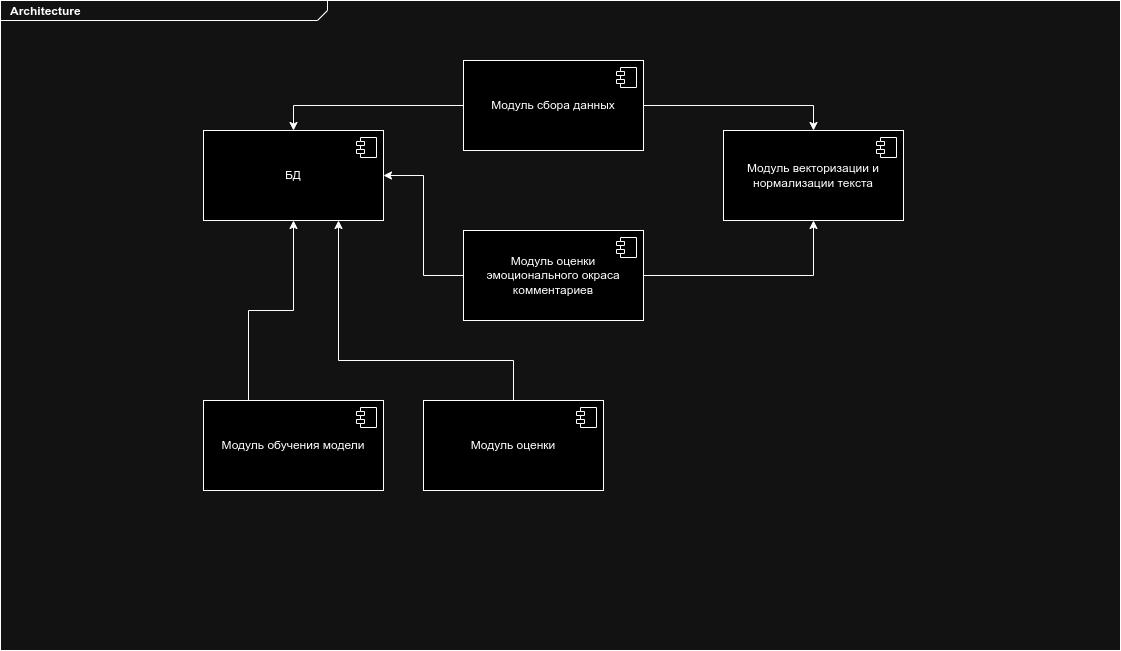 Architecture
Модуль сбора данных
БД
Модуль векторизации и
нормализации текста
Модуль оценки
эмоционального окраса
комментариев
Модуль обучения модели
Модуль оценки